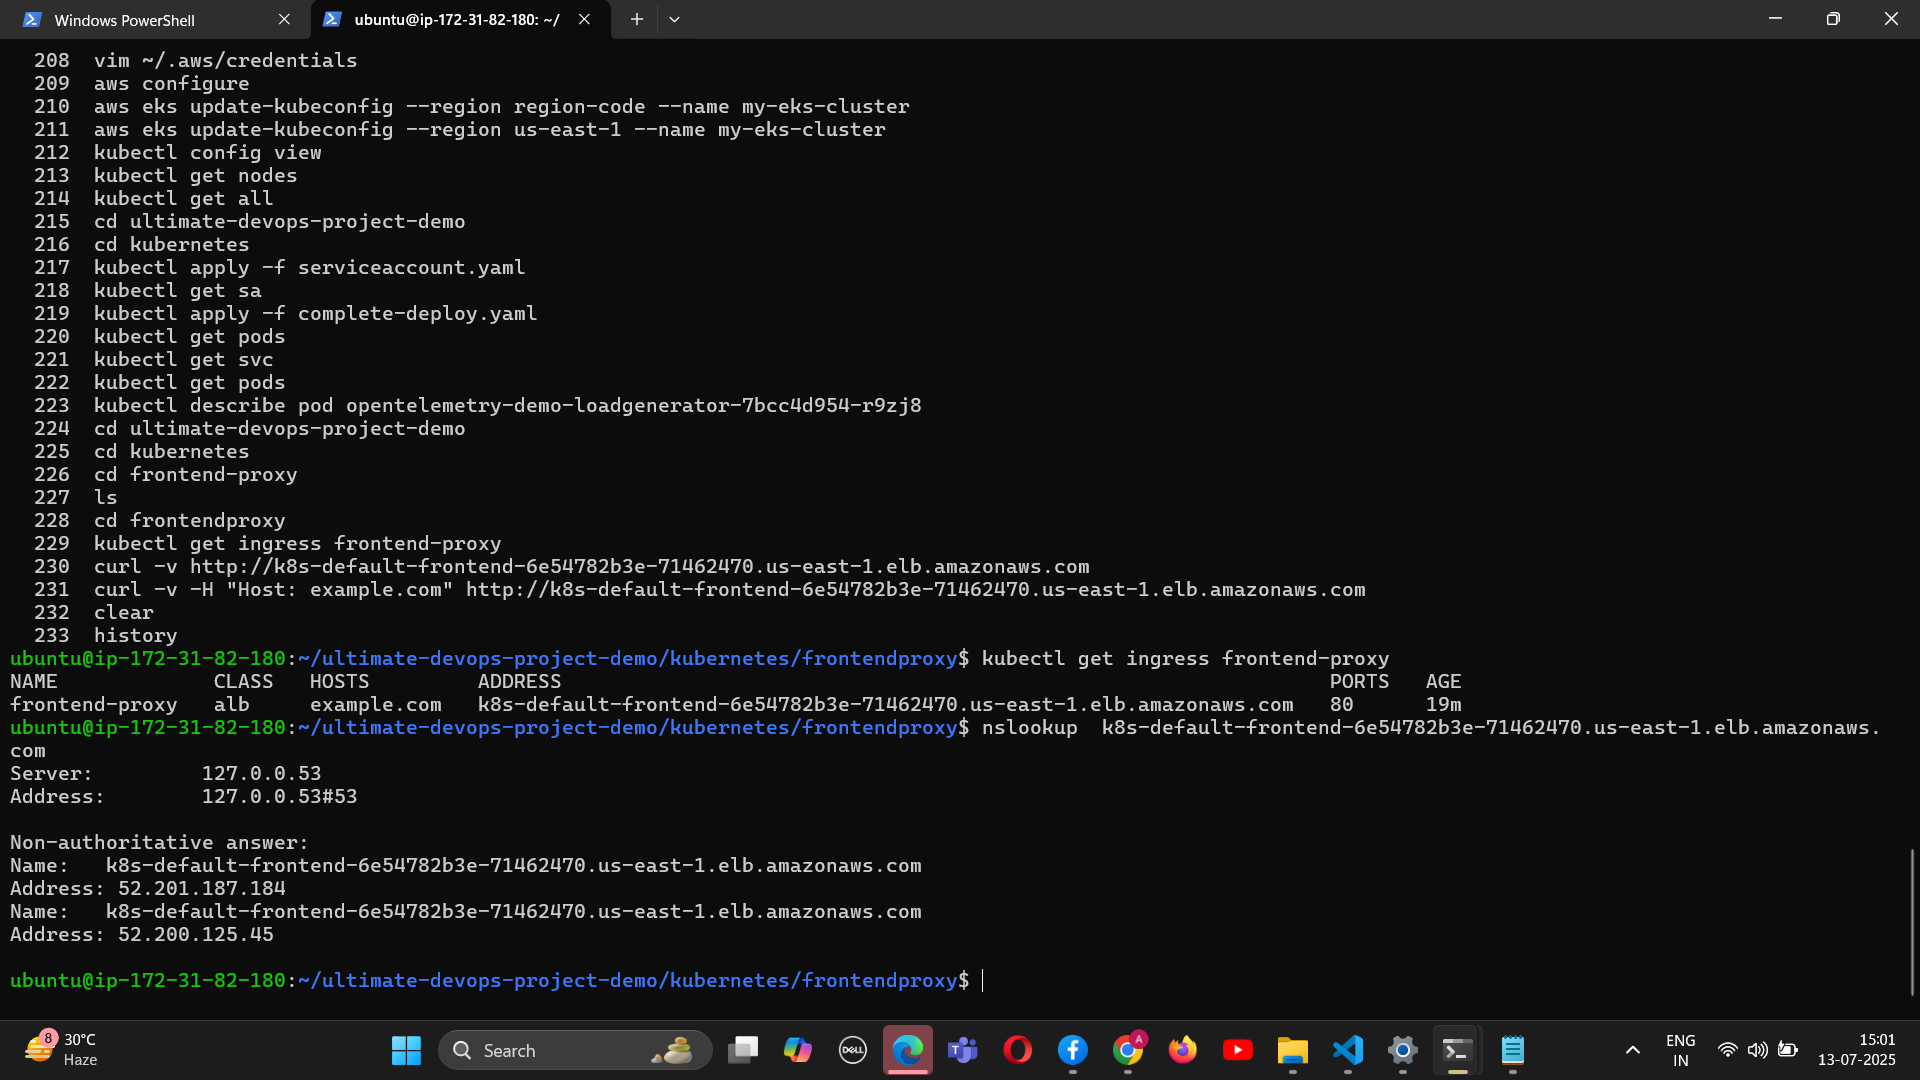 Windows PowerShell
ubuntu@ip-172-31-82-180: ~/
208 vim ~/.aws/credentials
209 aws configure
210 aws eks update-kubeconfig --region region-code --name my-eks-cluster
211 aws eks update-kubeconfig --region us-east-1 --name my-eks-cluster
212 kubectl config view
213 kubectl get nodes
214 kubectl get all
215 cd ultimate-devops-project-demo
216 cd kubernetes
217 kubectl apply -f serviceaccount.yaml
218 kubectl get sa
219 kubectl apply -f complete-deploy.yaml
220 kubectl get pods
221 kubectl get svc
222 kubectl get pods
223 kubectl describe pod opentelemetry-demo-loadgenerator-7bcc4d954-r9zj8
224 cd ultimate-devops-project-demo
225 cd kubernetes
226 cd frontend-proxy
227 ls
228 cd frontendproxy
229 kubectl get ingress frontend-proxy
230 curl -v http://k8s-default-frontend-6e54782b3e-71462470.us-east-1.elb.amazonaws.com
231 curl -v -H "Host: example.com" http://k8s-default-frontend-6e54782b3e-71462470.us-east-1.elb.amazonaws.com
232 clear
233 history
ubuntu@ip-172-31-82-180:~/ultimate-devops-project-demo/kubernetes/frontendproxy$ kubectl get ingress frontend-proxy
NAME CLASS HOSTS ADDRESS PORTS AGE
frontend-proxy alb example.com k8s-default-frontend-6e54782b3e-71462470.us-east-1.elb.amazonaws.com 80 19m
ubuntu@ip-172-31-82-180:~/ultimate-devops-project-demo/kubernetes/frontendproxy$ nslookup k8s-default-frontend-6e54782b3e-71462470.us-east-1.elb.amazonaws.
com
Server: 127.0.0.53
Address: 127.0.0.53#53
Non-authoritative answer:
Name: k8s-default-frontend-6e54782b3e-71462470.us-east-1.elb.amazonaws.com
Address: 52.201.187.184
Name: k8s-default-frontend-6e54782b3e-71462470.us-east-1.elb.amazonaws.com
Address: 52.200.125.45
ubuntu@ip-172-31-82-180:~/ultimate-devops-project-demo/kubernetes/frontendproxy$
8
30°C
Haze
Search
DELL
T
A
ENG
IN
15:01
13-07-2025